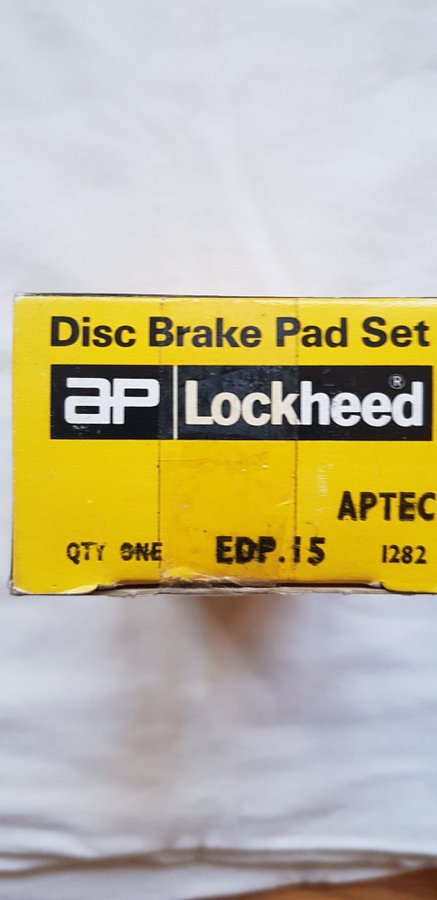 Disc Brake Pad Set
ap Lockheed®
APTEC
QTY ONE EDP.15 1282